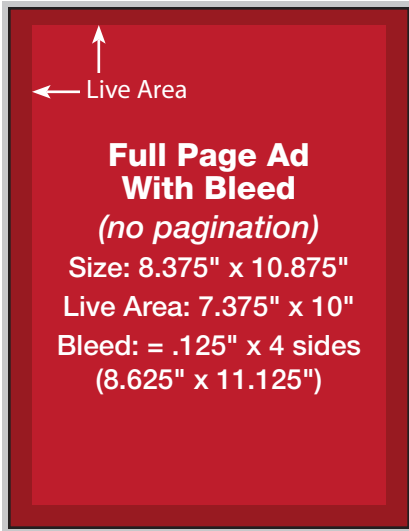 Live Area
Full Page Ad
With Bleed
(no pagination)
Size: 8.375" x 10.875"
Live Area: 7.375" x 10"
Bleed: = .125" x 4 sides
(8.625" x 11.125")